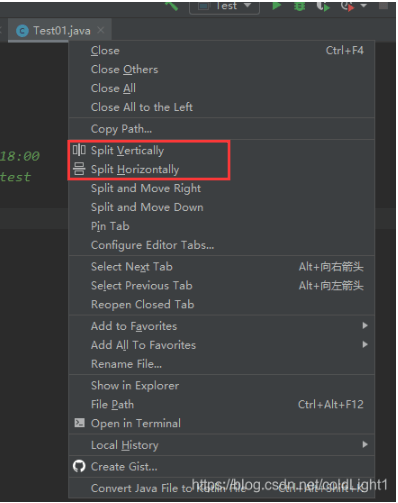 Test
Test01.java
Close Ctrl+F4
Close Others
Close All
Close All to the Left
Copy Path...
18:00 Split Vertically
Split Horizontally
test
Split and Move Right
Split and Move Down
Pin Tab
Configure Editor Tabs...
Select Next Tab Alt+向右箭头
Select Previous Tab Alt+向左箭头
Reopen Closed Tab
Add to Favorites
Add All To Favorites
Rename File...
Show in Explorer
File Path Ctrl+Alt+F12
Open in Terminal
Local History
Create Gist...
https://blog.csdn.net/coldLight1
Convert Java File to Kotlin File Ctrl+Alt+Shift+K